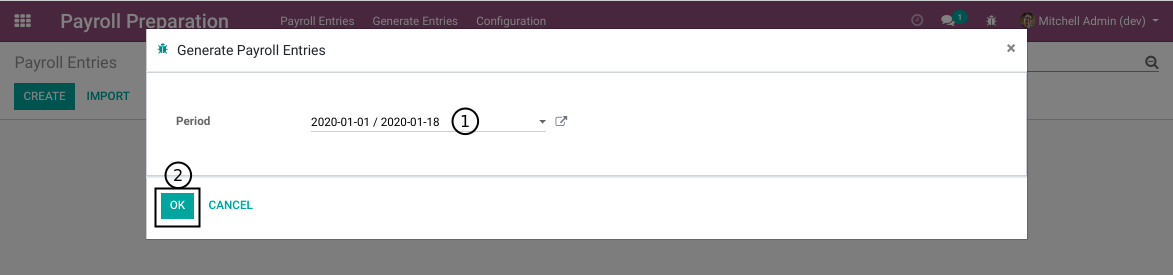 Payroll Preparation Payroll Entries Generate Entries Configuration 1 Mitchell Admin (dev)
Generate Payroll Entries ×
Payroll Entries
CREATE IMPORT
Period 2020-01-01 / 2020-01-18 1
2
OK CANCEL